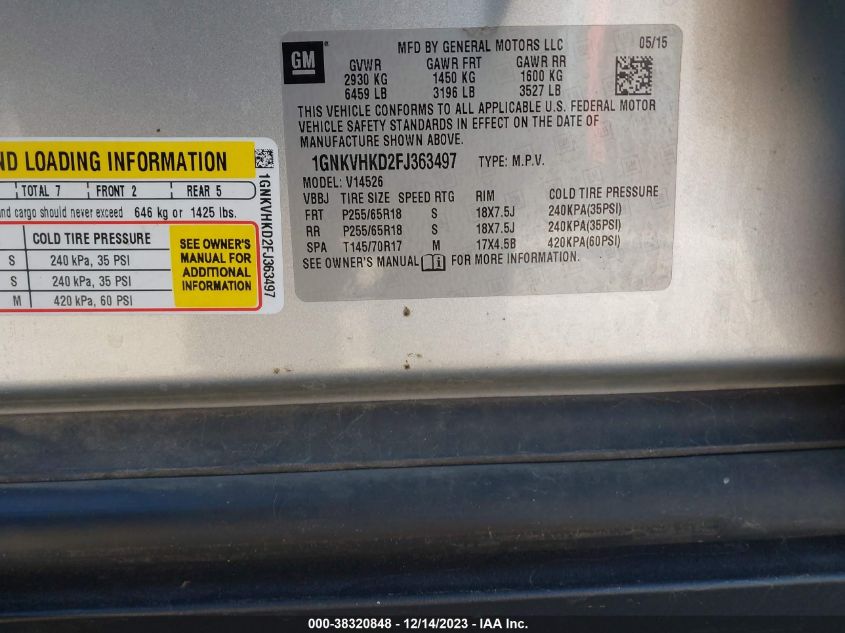 GM
MFD BY GENERAL MOTORS LLC 05/15
GVWR GAWR FRT GAWR RR
2930 KG 1450 KG 1600 KG
6459 LB 3196 LB 3527 LB
THIS VEHICLE CONFORMS TO ALL APPLICABLE U.S. FEDERAL MOTOR
VEHICLE SAFETY STANDARDS IN EFFECT ON THE DATE OF
MANUFACTURE SHOWN ABOVE.
1GNKVHKD2FJ363497 TYPE: M.P.V.
MODEL: V14526
VBBJ TIRE SIZE SPEED RTG RIM COLD TIRE PRESSURE
FRT P255/65R18 S 18X7.5J 240KPA(35PSI)
RR P255/65R18 S 18X7.5J 240KPA(35PSI)
SPA T145/70R17 M 17X4.5B 420KPA(60PSI)
SEE OWNER'S MANUAL FOR MORE INFORMATION.
ND LOADING INFORMATION
TOTAL 7 FRONT 2 REAR 5
nd cargo should never exceed 646 kg or 1425 lbs.
COLD TIRE PRESSURE
S 240 kPa, 35 PSI
S 240 kPa, 35 PSI
M 420 kPa, 60 PSI
SEE OWNER'S
MANUAL FOR
ADDITIONAL
INFORMATION
1GNKVHKD2FJ363497
000-38320848 - 12/14/2023 - IAA Inc.